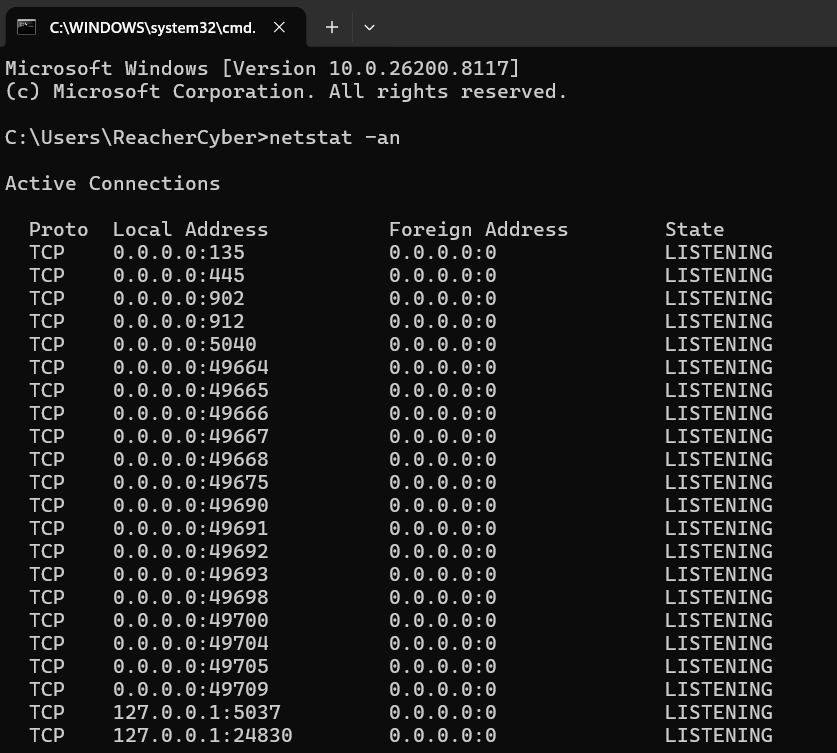 C:\WINDOWS\system32\cmd.
Microsoft Windows [Version 10.0.26200.8117]
(c) Microsoft Corporation. All rights reserved.
C:\Users\ReacherCyber>netstat -an
Active Connections
Proto  Local Address          Foreign Address        State
TCP    0.0.0.0:135            0.0.0.0:0              LISTENING
TCP    0.0.0.0:445            0.0.0.0:0              LISTENING
TCP    0.0.0.0:902            0.0.0.0:0              LISTENING
TCP    0.0.0.0:912            0.0.0.0:0              LISTENING
TCP    0.0.0.0:5040           0.0.0.0:0              LISTENING
TCP    0.0.0.0:49664          0.0.0.0:0              LISTENING
TCP    0.0.0.0:49665          0.0.0.0:0              LISTENING
TCP    0.0.0.0:49666          0.0.0.0:0              LISTENING
TCP    0.0.0.0:49667          0.0.0.0:0              LISTENING
TCP    0.0.0.0:49668          0.0.0.0:0              LISTENING
TCP    0.0.0.0:49675          0.0.0.0:0              LISTENING
TCP    0.0.0.0:49690          0.0.0.0:0              LISTENING
TCP    0.0.0.0:49691          0.0.0.0:0              LISTENING
TCP    0.0.0.0:49692          0.0.0.0:0              LISTENING
TCP    0.0.0.0:49693          0.0.0.0:0              LISTENING
TCP    0.0.0.0:49698          0.0.0.0:0              LISTENING
TCP    0.0.0.0:49700          0.0.0.0:0              LISTENING
TCP    0.0.0.0:49704          0.0.0.0:0              LISTENING
TCP    0.0.0.0:49705          0.0.0.0:0              LISTENING
TCP    0.0.0.0:49709          0.0.0.0:0              LISTENING
TCP    127.0.0.1:5037         0.0.0.0:0              LISTENING
TCP    127.0.0.1:24830        0.0.0.0:0              LISTENING